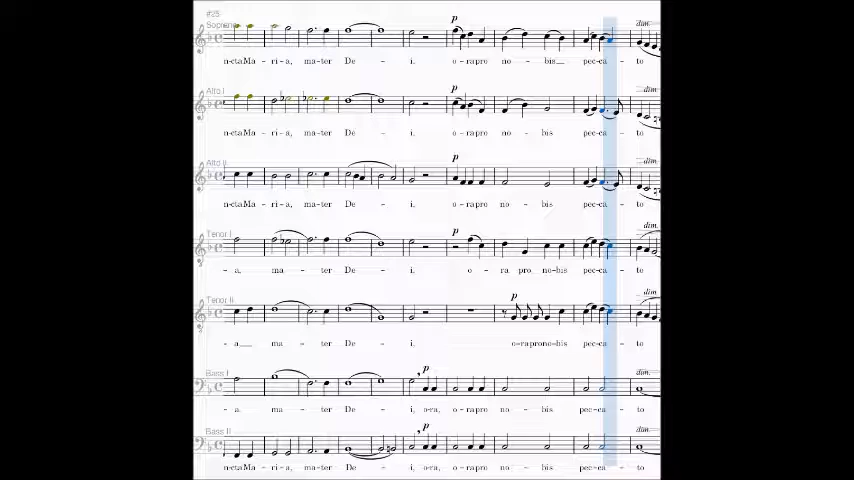 #25
Soprano
p
dim.
n-cta Ma - ri - a, ma - ter De - i. o - ra pro no - bis pec - ca - to
Alto I
p
dim.
n-cta Ma - ri - a, ma - ter De - i, o - ra pro no - bis pec - ca - to
Alto II
p
dim.
n-cta Ma - ri - a, ma - ter De - i, o - ra pro no - bis pec - ca - to
Tenor I
p
dim.
- a, ma - ter De - i, o - ra pro no - bis pec - ca - to
Tenor II
p
dim.
- a ma - ter De - i, o - ra pro no - bis pec - ca - to
Bass I
p
dim.
- a. ma - ter De - i, o - ra, o - ra pro no - bis pec - ca - to
Bass II
p
dim.
n-cta Ma - ri - a, ma - ter De - i, o - ra, o - ra pro no - bis pec - ca - to